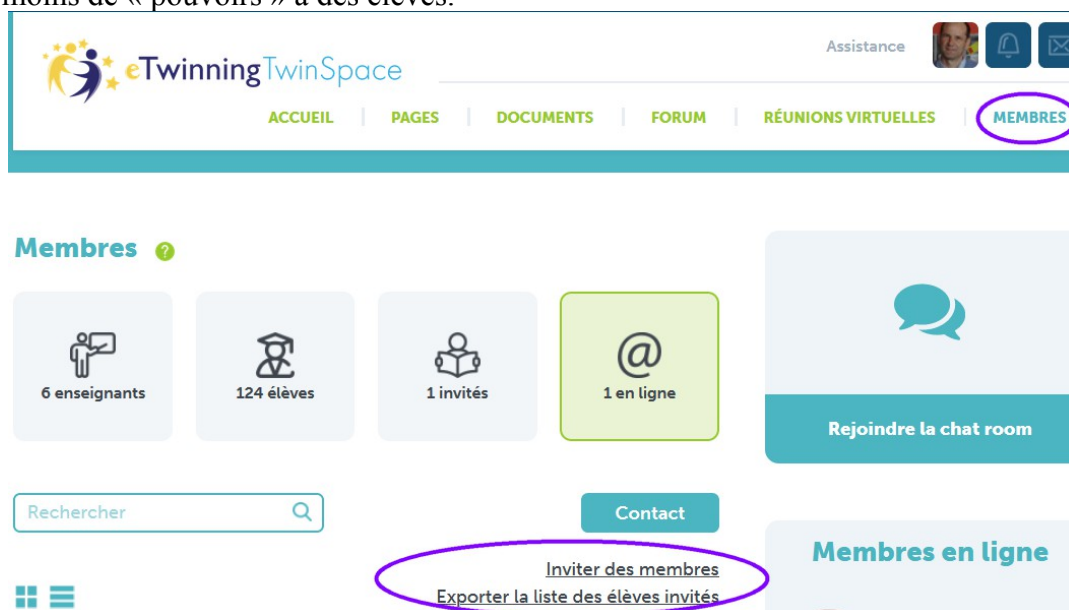 moins de « pouvoirs » à des élèves.
eTwinning TwinSpace
Assistance
ACCUEIL PAGES DOCUMENTS FORUM RÉUNIONS VIRTUELLES MEMBRES
Membres ?
6 enseignants
124 élèves
1 invités
@
1 en ligne
Rejoindre la chat room
Rechercher
Contact
Inviter des membres
Exporter la liste des élèves invités
Membres en ligne